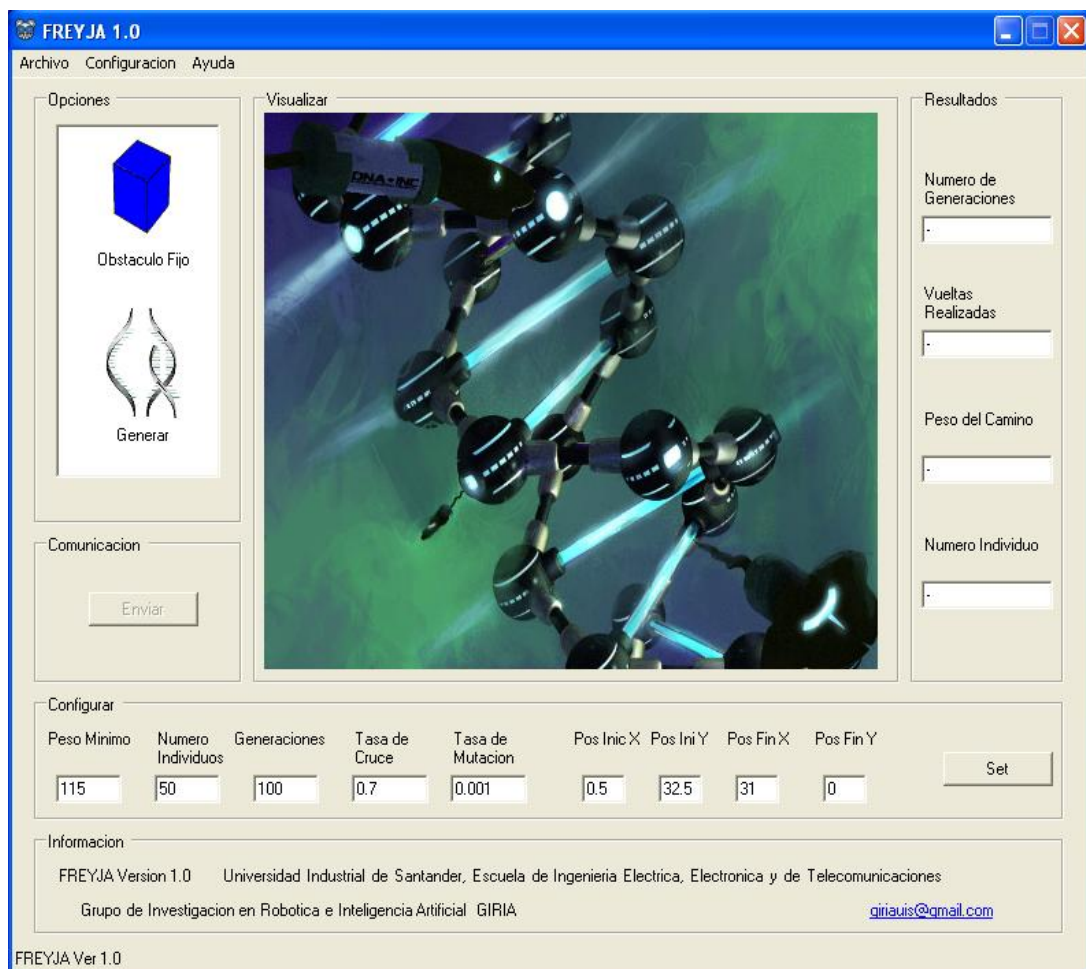 FREYJA 1.0
Archivo Configuracion Ayuda
Opciones
Obstaculo Fijo
Generar
Comunicacion
Enviar
Visualizar
DNA INC
Resultados
Numero de
Generaciones
-
Vueltas
Realizadas
-
Peso del Camino
-
Numero Individuo
-
Configurar
Peso Minimo
115
Numero
Individuos
50
Generaciones
100
Tasa de
Cruce
0.7
Tasa de
Mutacion
0.001
Pos Inic X
0.5
Pos Ini Y
32.5
Pos Fin X
31
Pos Fin Y
0
Set
Informacion
FREYJA Version 1.0 Universidad Industrial de Santander, Escuela de Ingenieria Electrica, Electronica y de Telecomunicaciones
Grupo de Investigacion en Robotica e Inteligencia Artificial GIRIA giriauis@gmail.com
FREYJA Ver 1.0